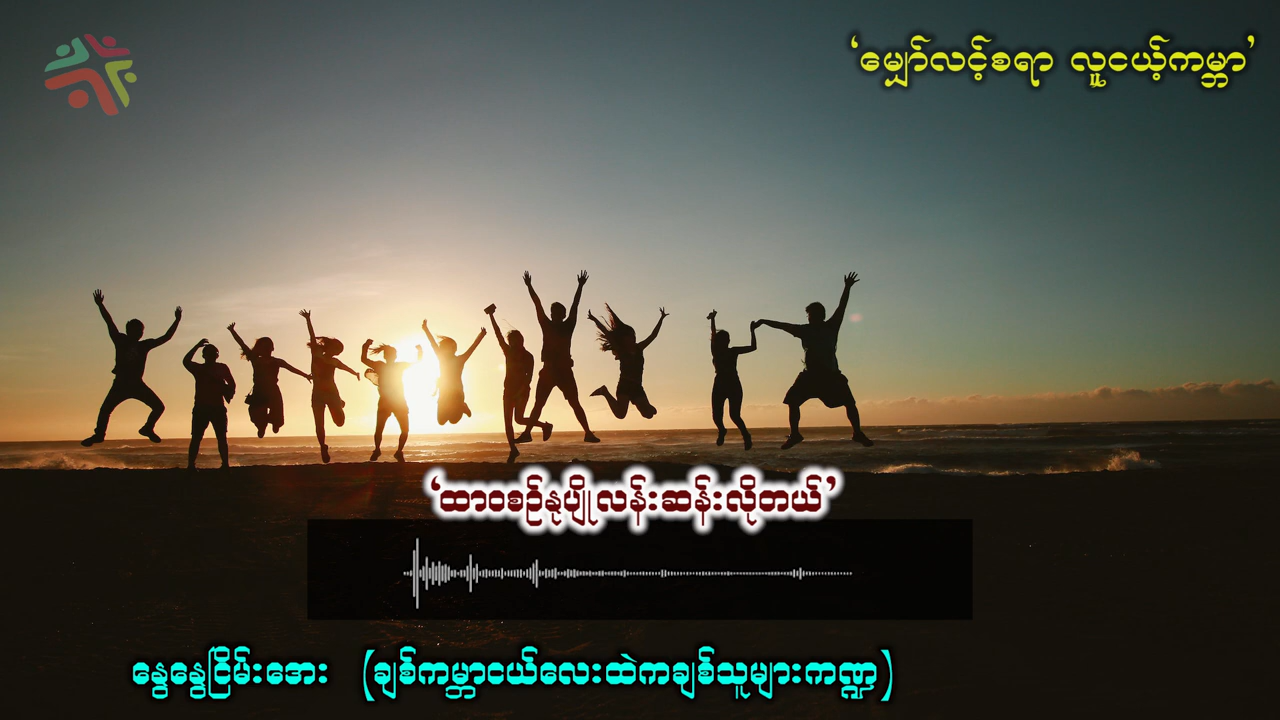 ‘မျှော်လင့်စရာ လူငယ့်ကမ္ဘာ’
‘ထာဝစဉ်နုပျိုလန်းဆန်းလိုတယ်’
နွေနွေငြိမ်းအေး (ချစ်ကမ္ဘာငယ်လေးထဲကချစ်သူများကဏ္ဍ)